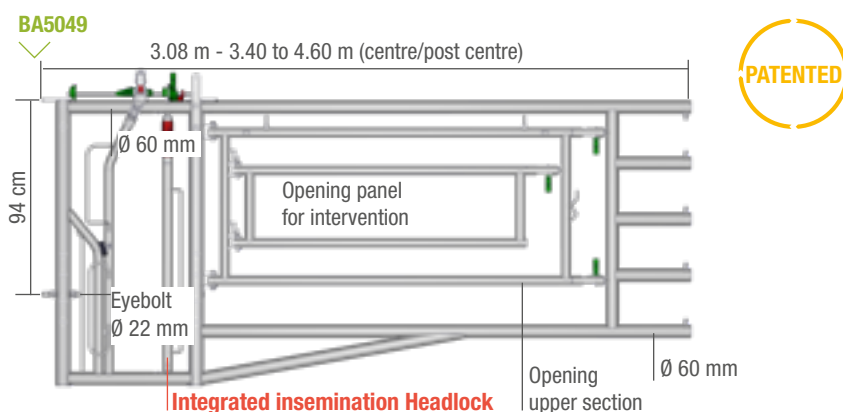 BA5049
3.08 m - 3.40 to 4.60 m (centre/post centre)
PATENTED
Ø 60 mm
94 cm
Opening panel
for intervention
Eyebolt
Ø 22 mm
Ø 60 mm
Opening
upper section
Integrated insemination Headlock